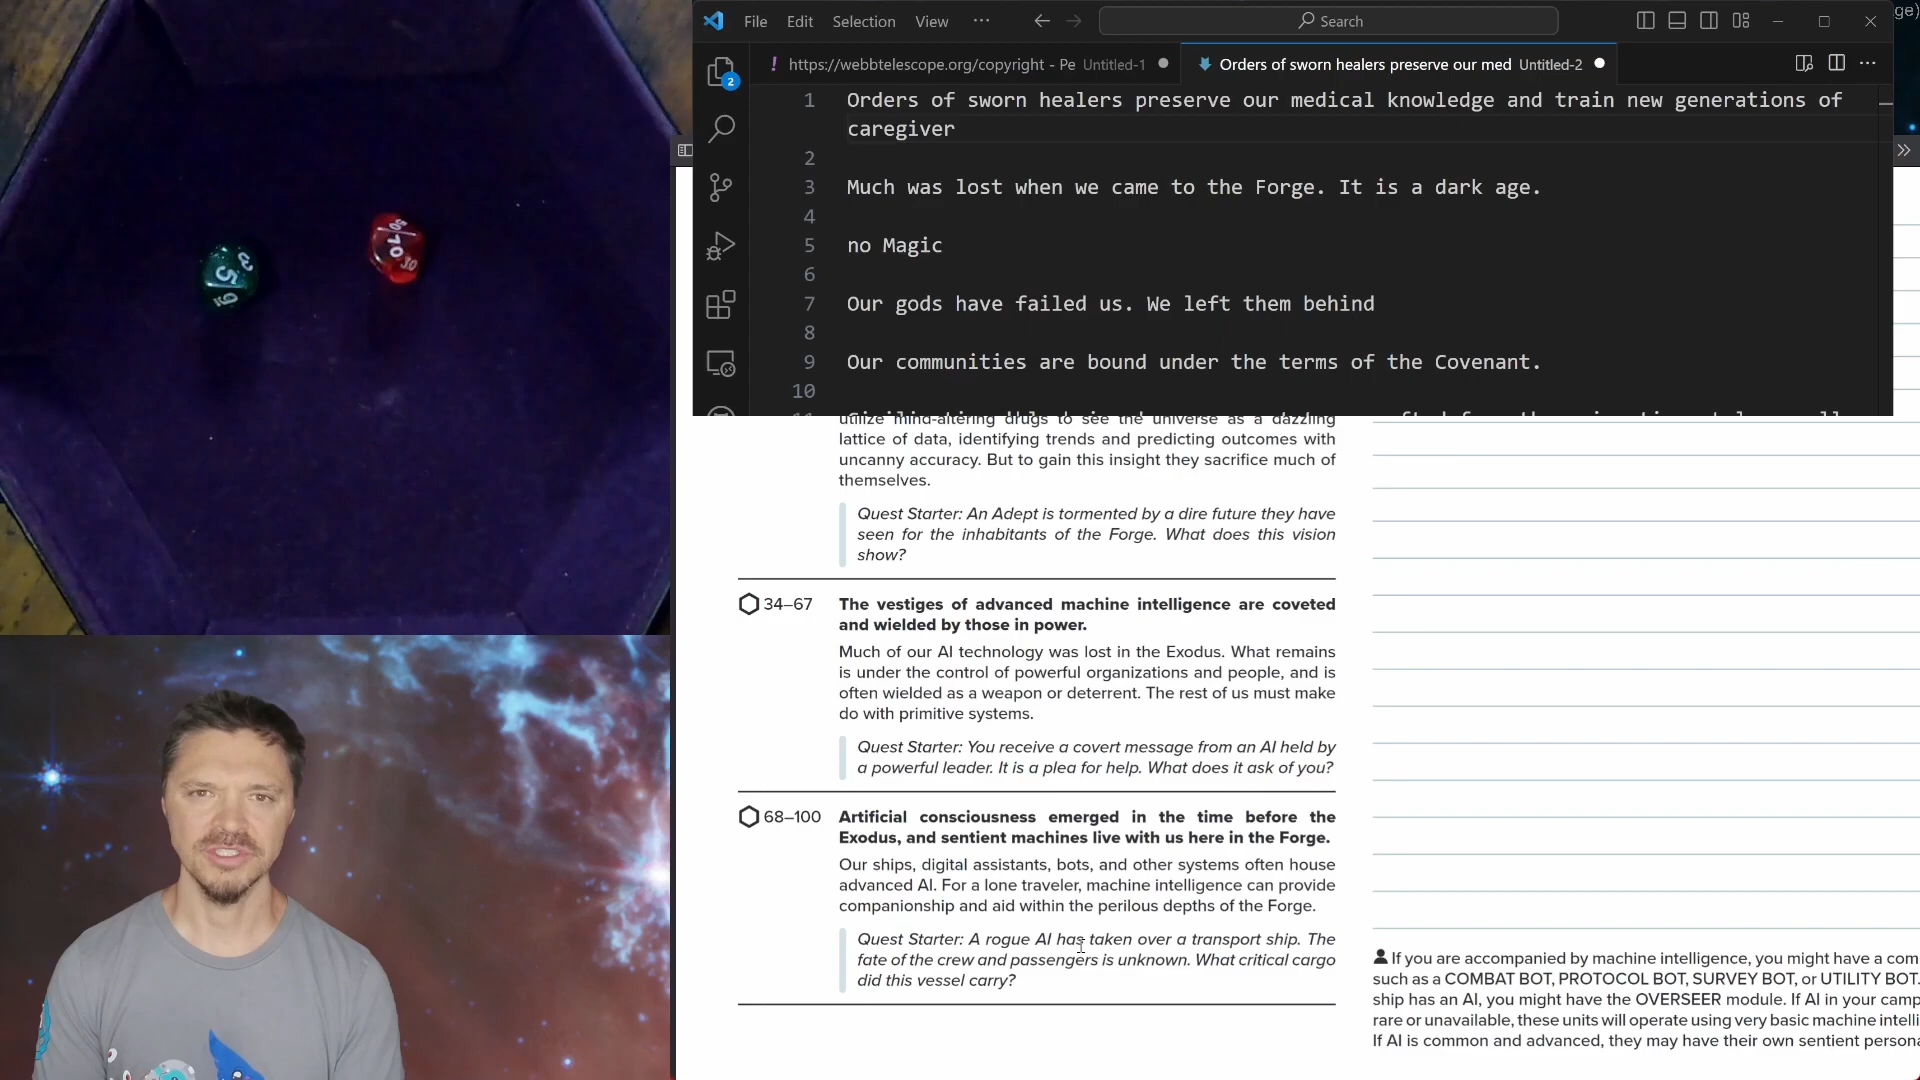 File Edit Selection View ··· Search
https://webbtelescope.org/copyright - Pe Untitled-1
Orders of sworn healers preserve our med Untitled-2
2
1 Orders of sworn healers preserve our medical knowledge and train new generations of
caregiver
2
3 Much was lost when we came to the Forge. It is a dark age.
4
5 no Magic
6
7 Our gods have failed us. We left them behind
8
9 Our communities are bound under the terms of the Covenant.
10
utilize mind-altering drugs to see the universe as a dazzling
lattice of data, identifying trends and predicting outcomes with
uncanny accuracy. But to gain this insight they sacrifice much of
themselves.
Quest Starter: An Adept is tormented by a dire future they have
seen for the inhabitants of the Forge. What does this vision
show?
34–67 The vestiges of advanced machine intelligence are coveted
and wielded by those in power.
Much of our AI technology was lost in the Exodus. What remains
is under the control of powerful organizations and people, and is
often wielded as a weapon or deterrent. The rest of us must make
do with primitive systems.
Quest Starter: You receive a covert message from an AI held by
a powerful leader. It is a plea for help. What does it ask of you?
68–100 Artificial consciousness emerged in the time before the
Exodus, and sentient machines live with us here in the Forge.
Our ships, digital assistants, bots, and other systems often house
advanced AI. For a lone traveler, machine intelligence can provide
companionship and aid within the perilous depths of the Forge.
Quest Starter: A rogue AI has taken over a transport ship. The
fate of the crew and passengers is unknown. What critical cargo
did this vessel carry?
If you are accompanied by machine intelligence, you might have a com
such as a COMBAT BOT, PROTOCOL BOT, SURVEY BOT, or UTILITY BOT.
ship has an AI, you might have the OVERSEER module. If AI in your camp
rare or unavailable, these units will operate using very basic machine intelli
If AI is common and advanced, they may have their own sentient persona
3
5
9
10
30
ge)